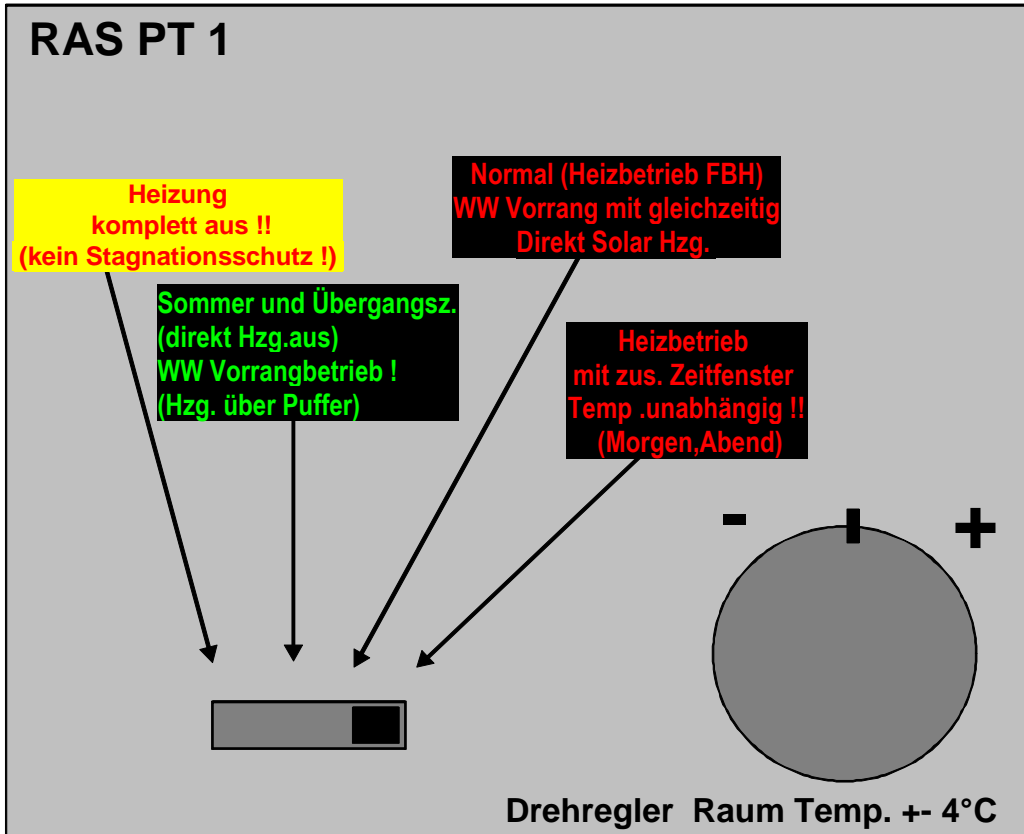 RAS PT 1
Heizung
komplett aus !!
(kein Stagnationsschutz !)
Sommer und Übergangsz.
(direkt Hzg.aus)
WW Vorrangbetrieb !
(Hzg. über Puffer)
Normal (Heizbetrieb FBH)
WW Vorrang mit gleichzeitig
Direkt Solar Hzg.
Heizbetrieb
mit zus. Zeitfenster
Temp .unabhängig !!
(Morgen,Abend)
- +
Drehregler Raum Temp. +- 4°C